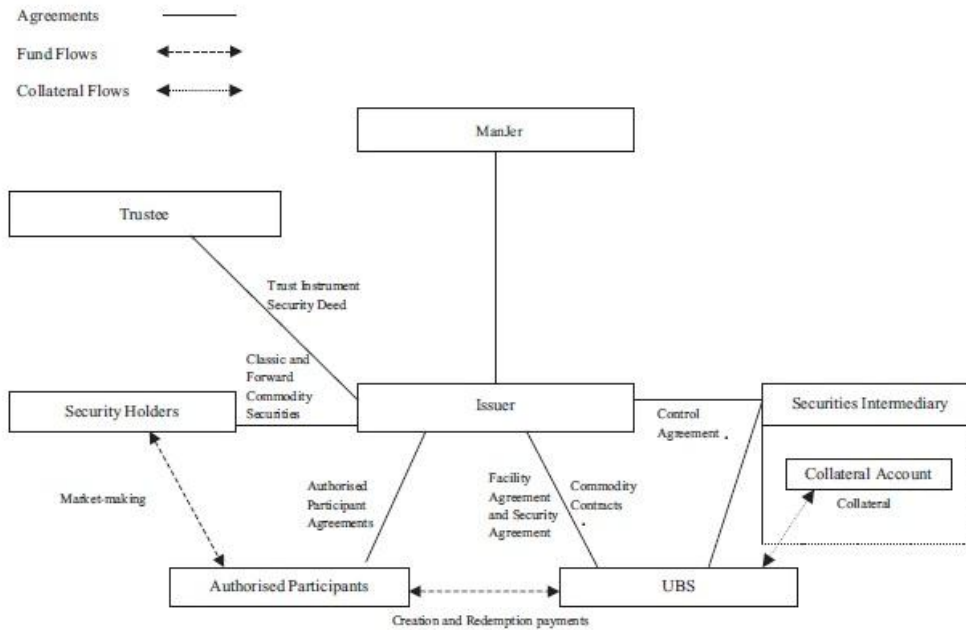 Agreements
Fund Flows
Collateral Flows
ManJer
Trustee
Trust Instrument
Security Deed
Classic and
Forward
Commodity
Securities
Security Holders
Issuer
Control
Agreement
Securities Intermediary
Collateral Account
Collateral
Market-making
Authorised
Participant
Agreements
Facility
Agreement
and Security
Agreement
Commodity
Contracts
Authorised Participants
UBS
Creation and Redemption payments